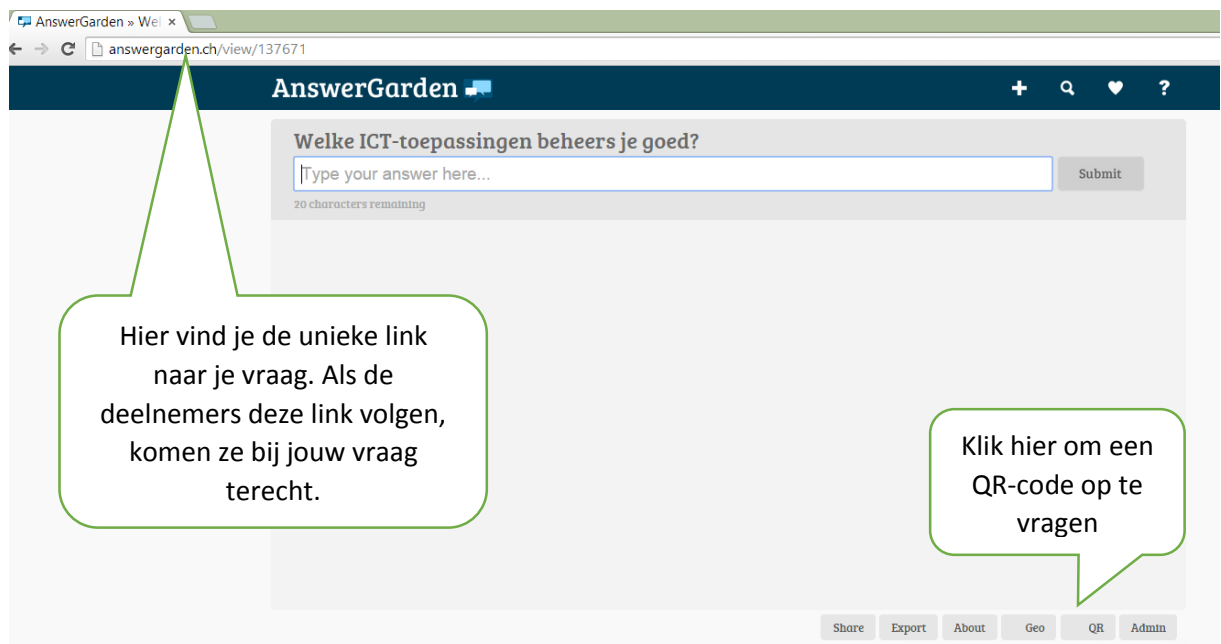 AnswerGarden » Wel
answergarden.ch/view/137671
AnswerGarden
?
Welke ICT-toepassingen beheers je goed?
Type your answer here...
Submit
20 characters remaining
Hier vind je de unieke link
naar je vraag. Als de
deelnemers deze link volgen,
komen ze bij jouw vraag
terecht.
Klik hier om een
QR-code op te
vragen
Share Export About Geo QR Admin